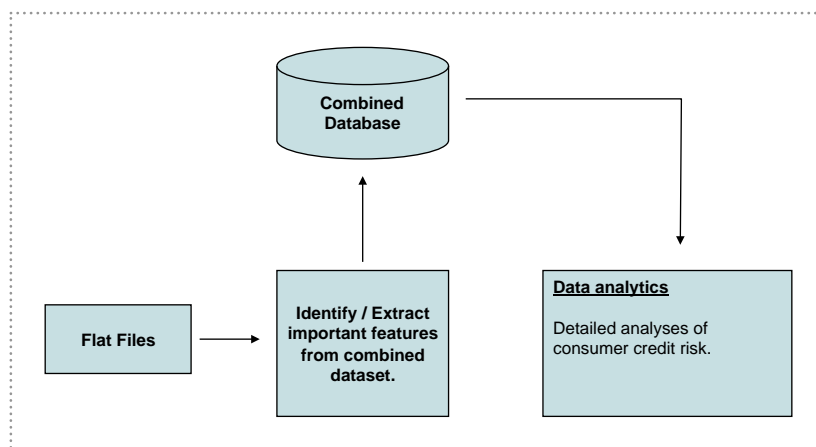 Combined
Database
Flat Files
Identify / Extract
important features
from combined
dataset.
Data analytics
Detailed analyses of
consumer credit risk.